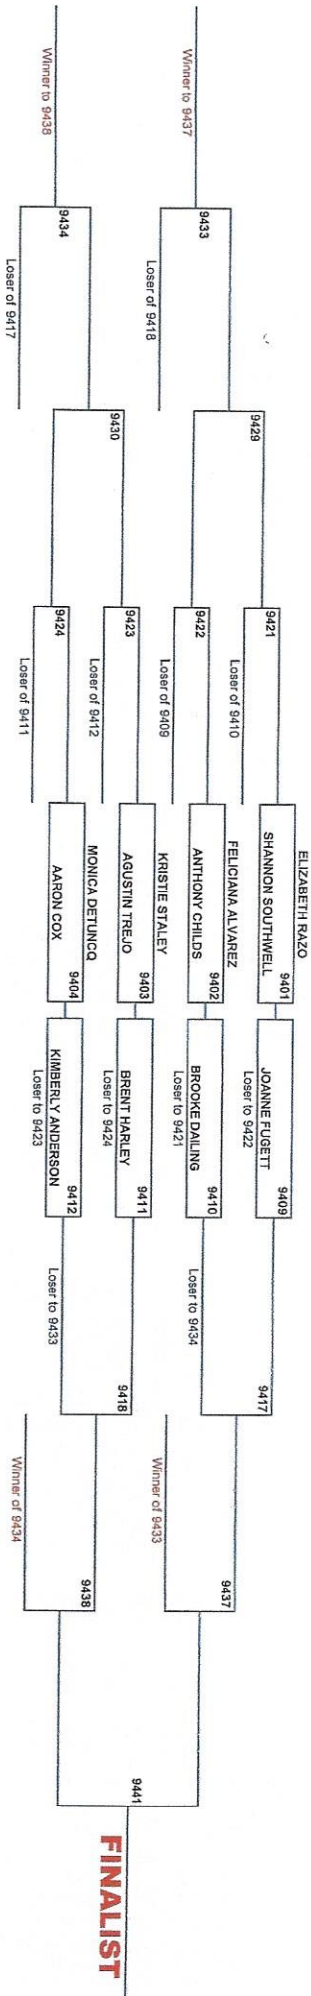 ELIZABETH RAZO
SHANNON SOUTHWELL
9401
FELICIANA ALVAREZ
ANTHONY CHILDS
9402
KRISTIE STALEY
AGUSTIN TREJO
9403
MONICA DETUNCQ
AARON COX
9404
JOANNE FUGETT
9409
Loser to 9422
BROOKE DAILING
9410
Loser to 9421
BRENT HARLEY
9411
Loser to 9424
KIMBERLY ANDERSON
9412
Loser to 9423
9417
Loser to 9434
9418
Loser to 9433
9437
Winner of 9433
9438
Winner of 9434
9441
FINALIST
9421
Loser of 9410
9422
Loser of 9409
9423
Loser of 9412
9424
Loser of 9411
9429
9430
9433
Loser of 9418
9434
Loser of 9417
Winner to 9437
Winner to 9438